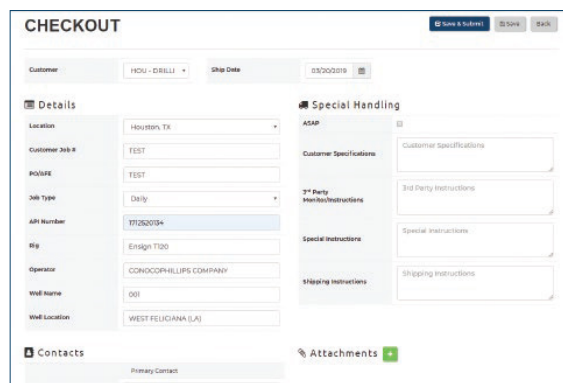 CHECKOUT
Save & Submit
Save
Back
Customer
HOU - DRILLI
Ship Date
03/20/2019
Details
Location
Houston, TX
Customer Job #
TEST
PO/AFE
TEST
Job Type
Daily
API Number
1712520134
Rig
Ensign T120
Operator
CONOCOPHILLIPS COMPANY
Well Name
001
Well Location
WEST FELICIANA (LA)
Contacts
Primary Contact
Special Handling
ASAP
Customer Specifications
Customer Specifications
3rd Party
Monitor/Instructions
3rd Party Instructions
Special Instructions
Special Instructions
Shipping Instructions
Shipping Instructions
Attachments